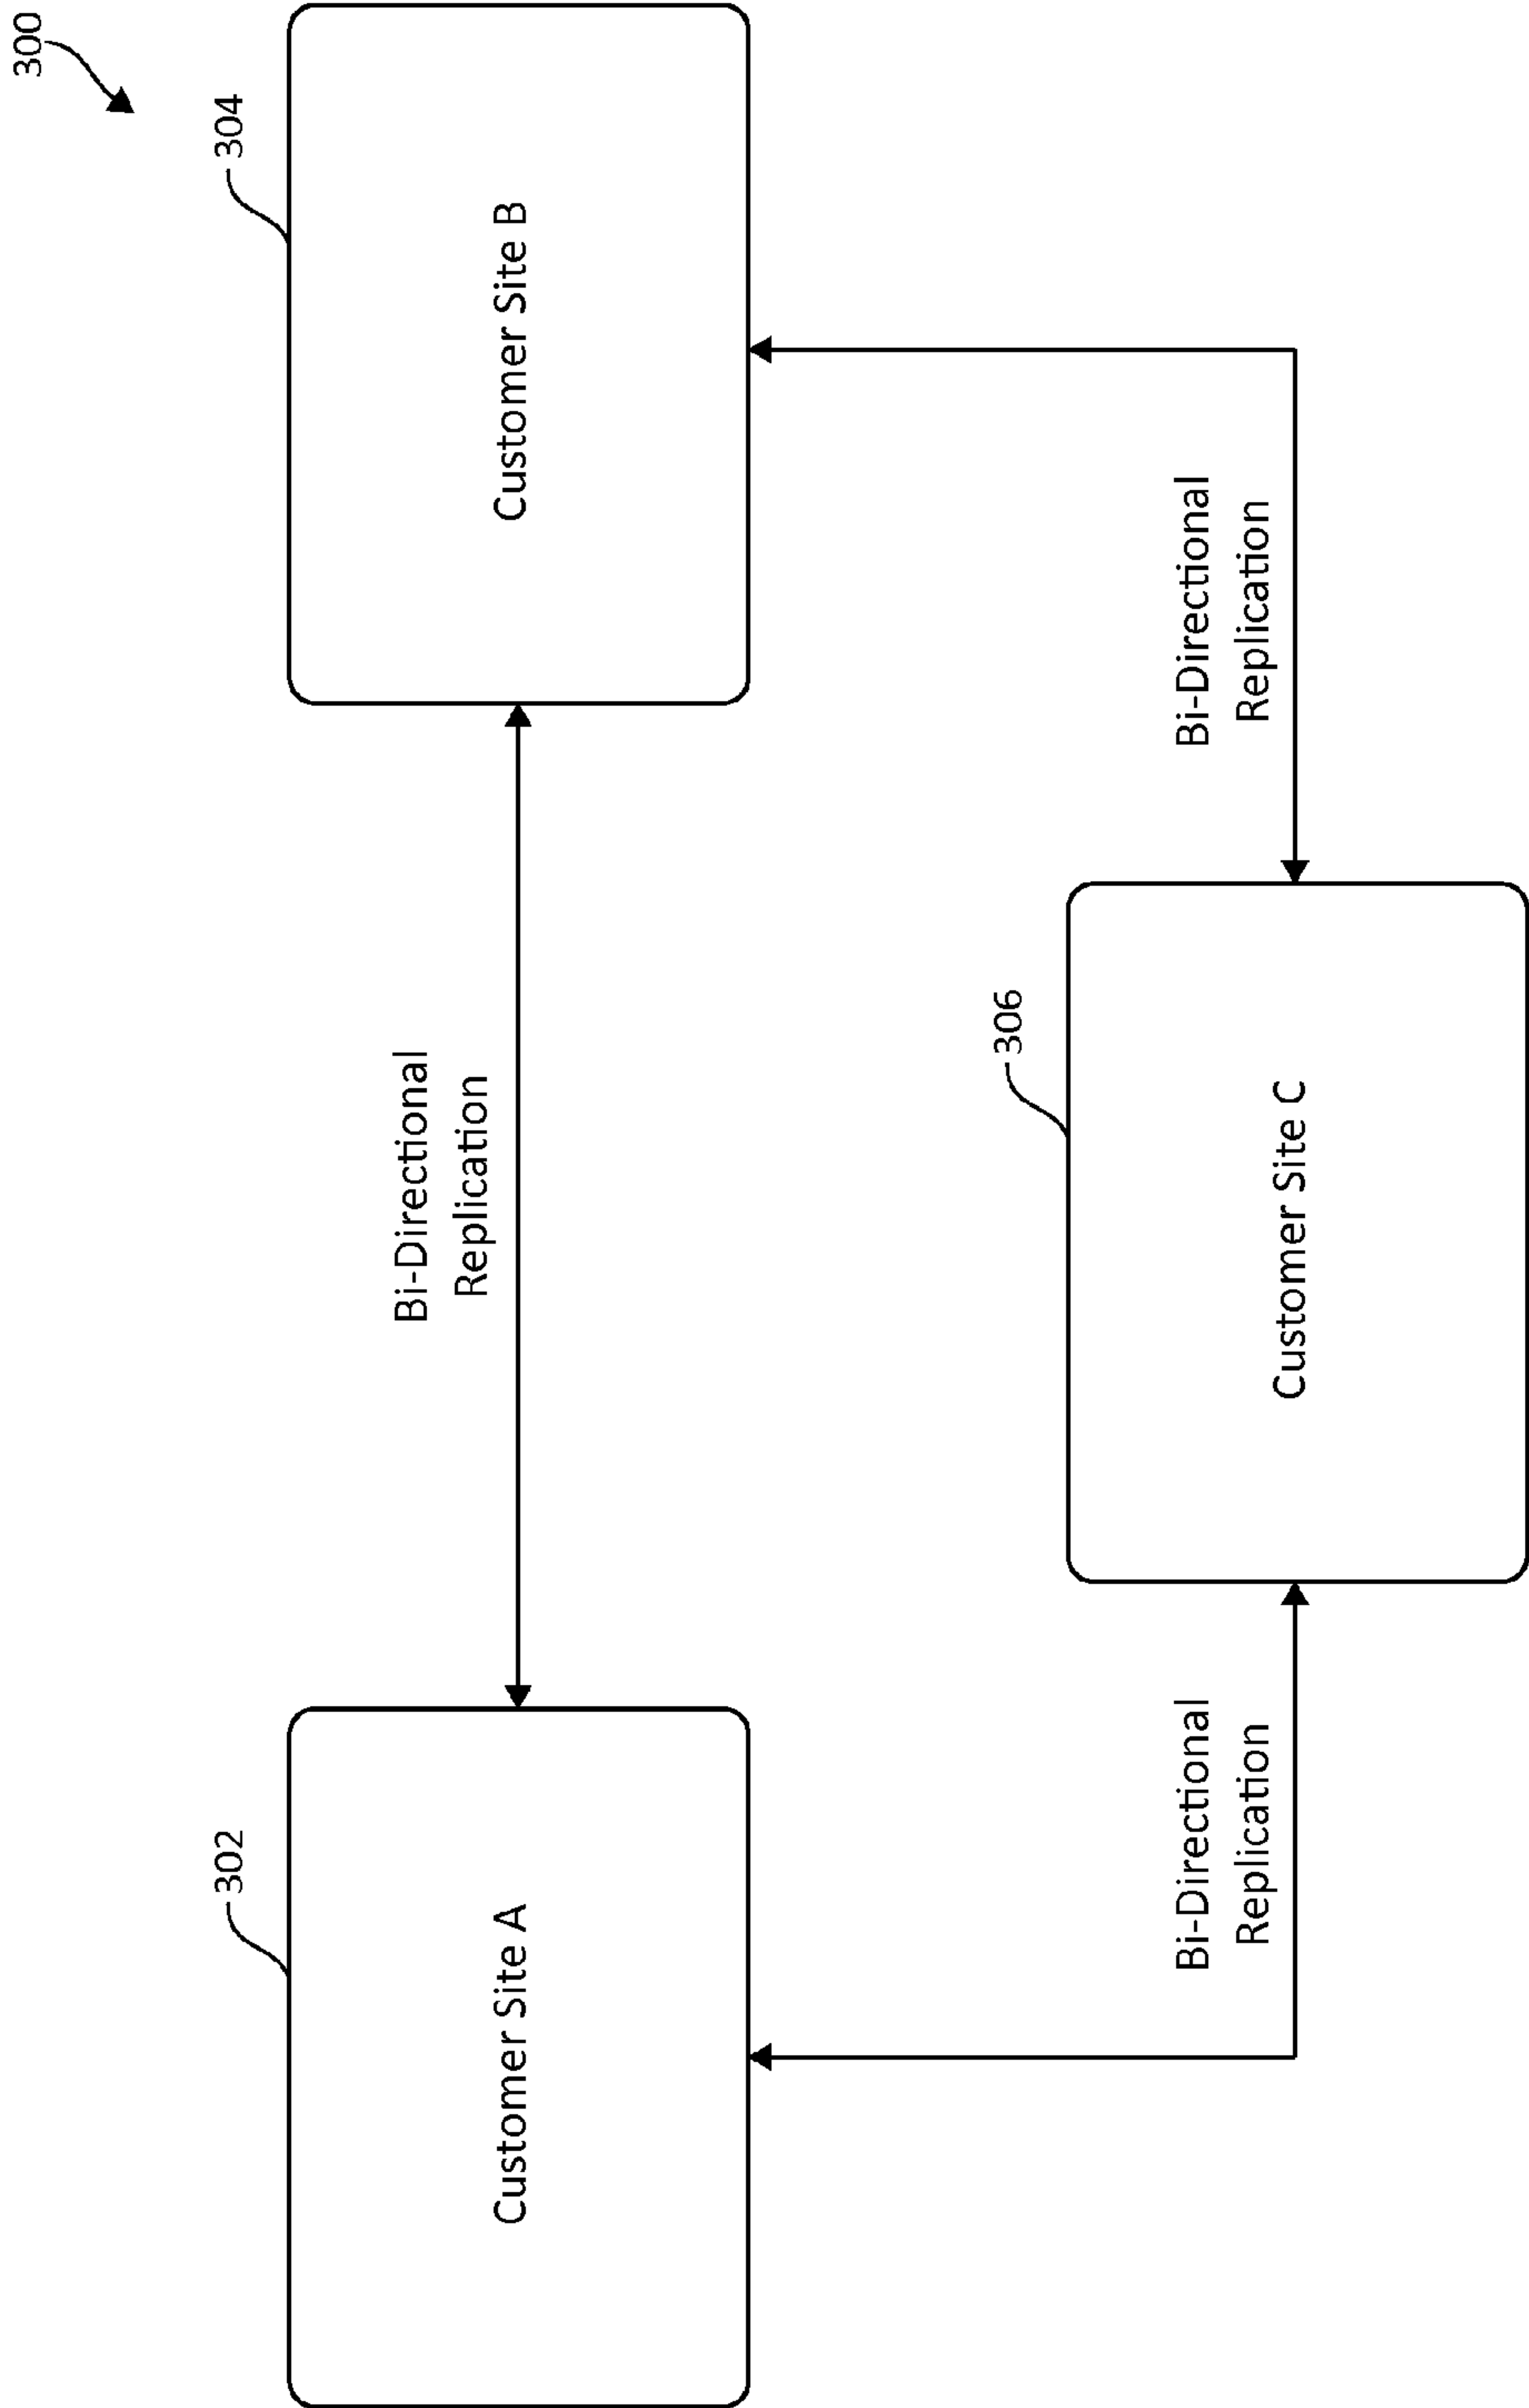 300
302
304
Customer Site A
Bi-Directional
Replication
Customer Site B
306
Bi-Directional
Replication
Customer Site C
Bi-Directional
Replication